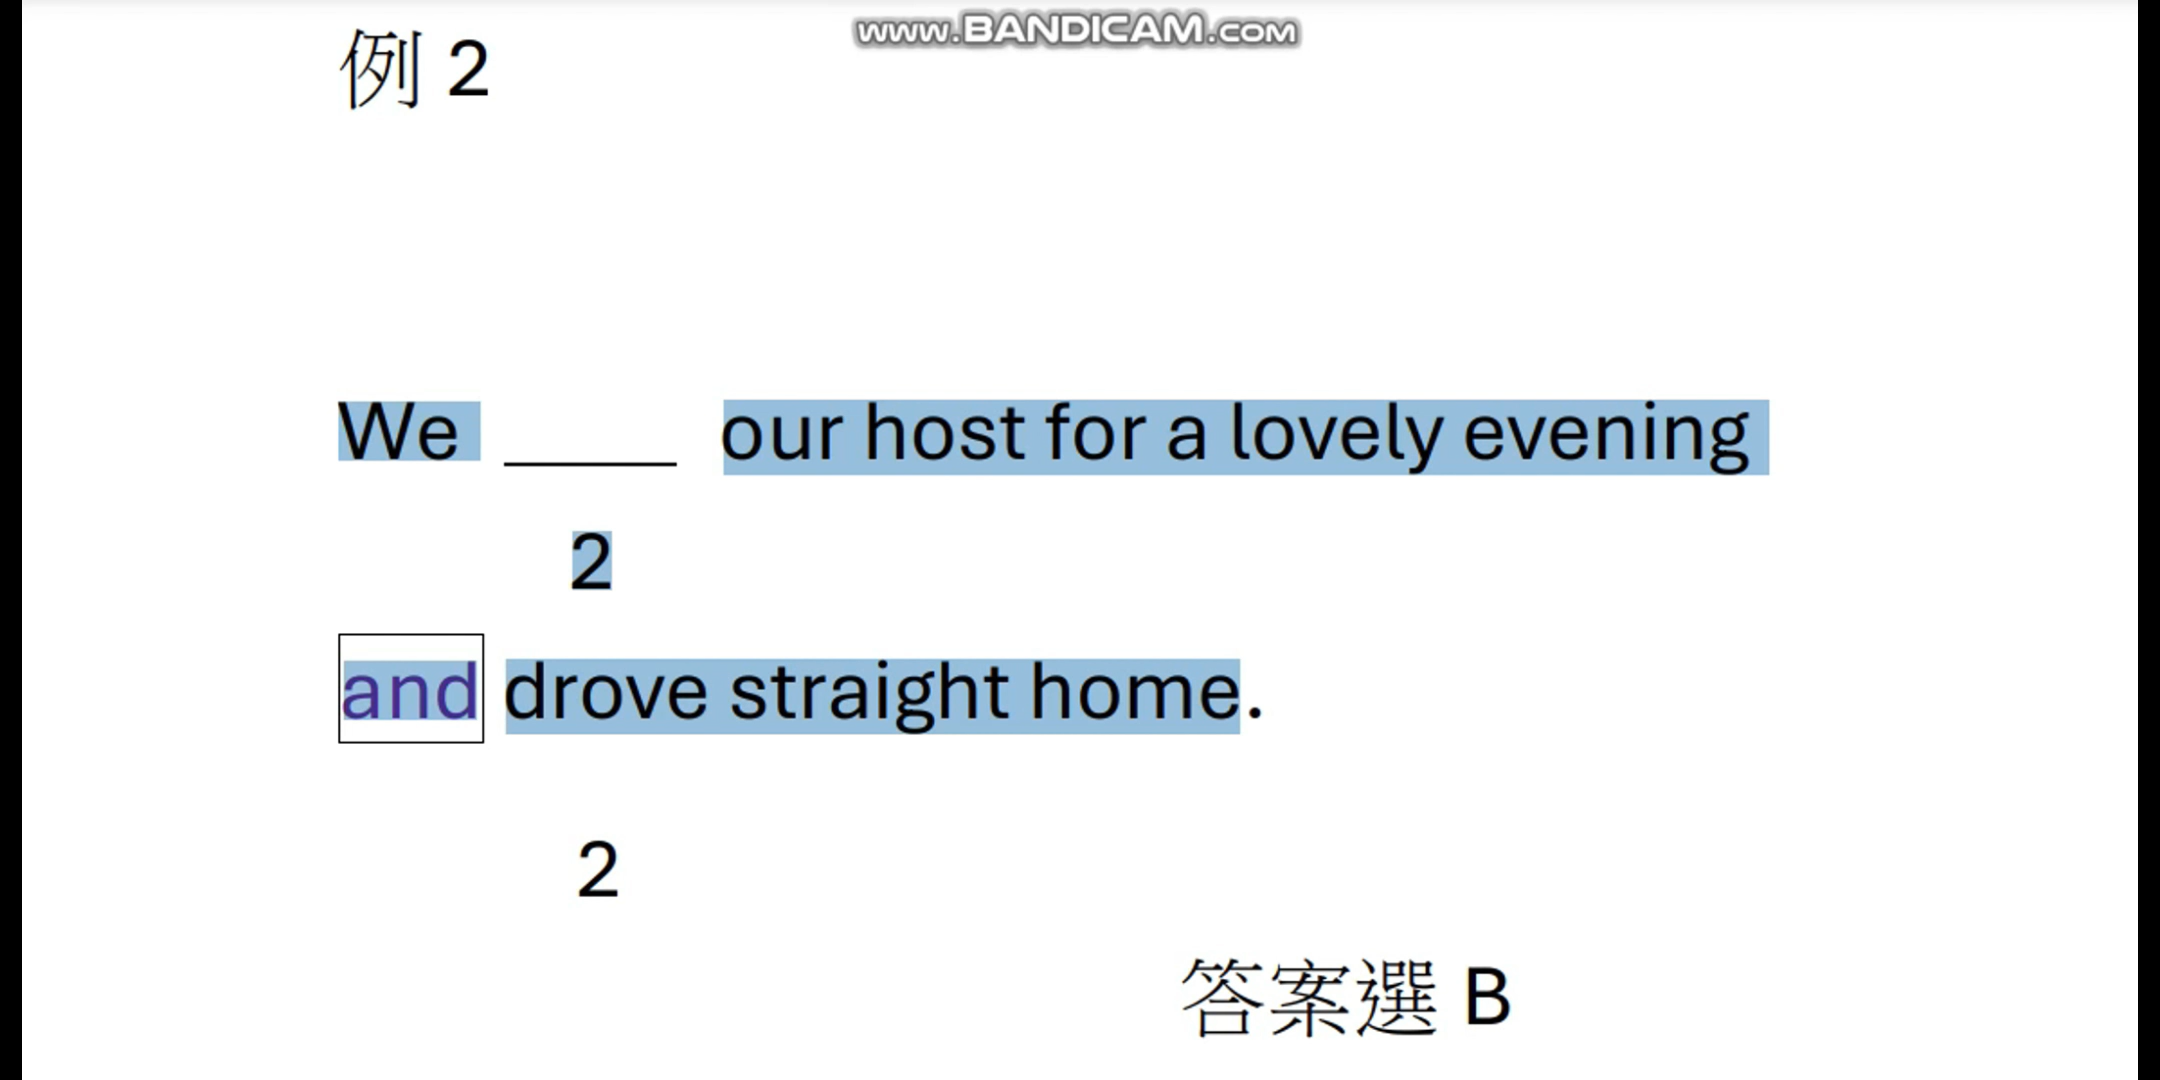 www.BANDICAM.com
例 2
We _____ our host for a lovely evening
2
and drove straight home.
2
答案選 B